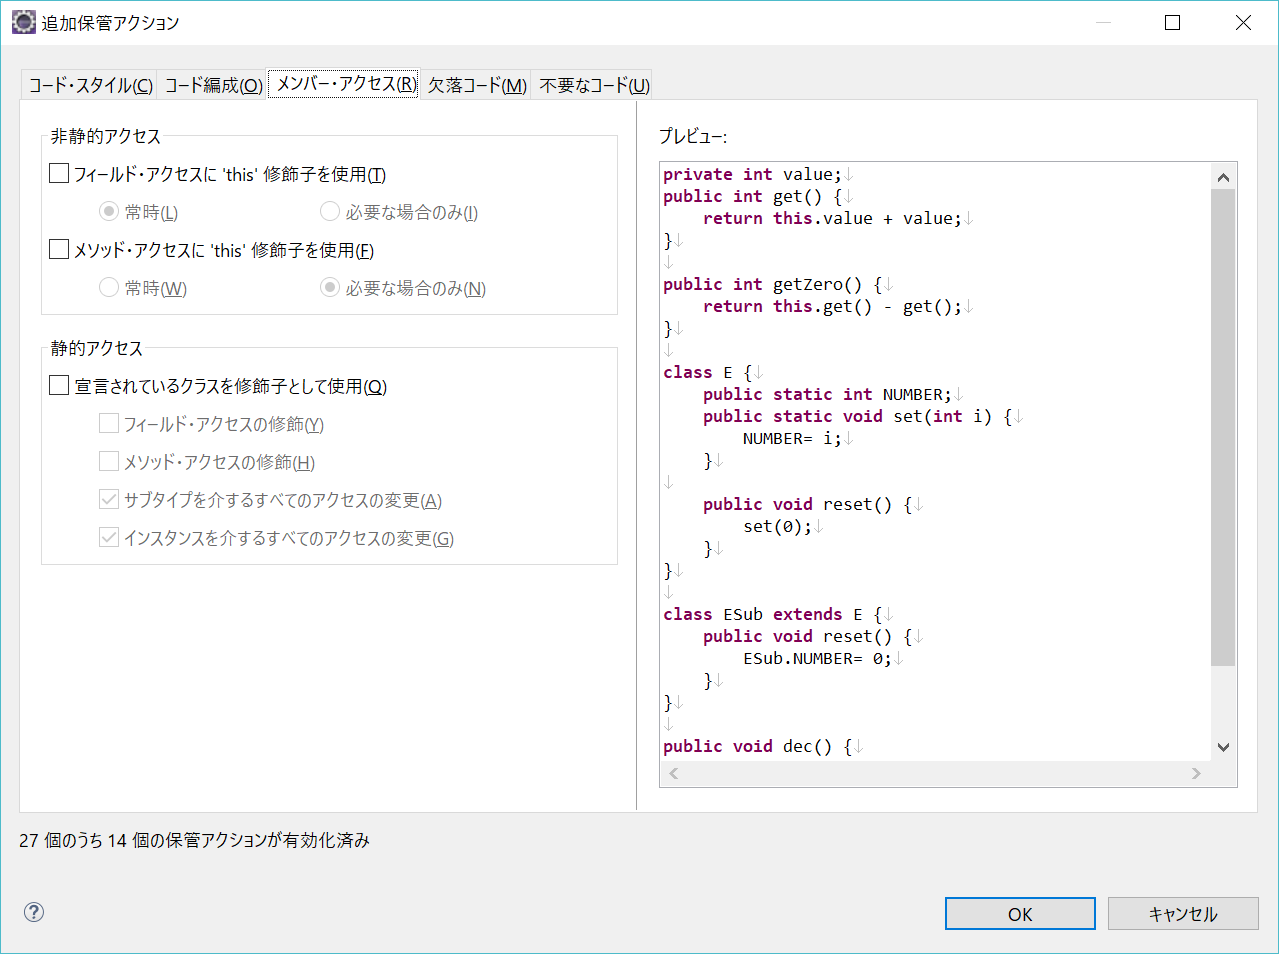 追加保管アクション
コード・スタイル(C) コード編成(O) メンバー・アクセス(R) 欠落コード(M) 不要なコード(U)
非静的アクセス
フィールド・アクセスに 'this' 修飾子を使用(T)
常時(L) 必要な場合のみ(I)
メソッド・アクセスに 'this' 修飾子を使用(F)
常時(W) 必要な場合のみ(N)
静的アクセス
宣言されているクラスを修飾子として使用(Q)
フィールド・アクセスの修飾(Y)
メソッド・アクセスの修飾(H)
サブタイプを介するすべてのアクセスの変更(A)
インスタンスを介するすべてのアクセスの変更(G)
プレビュー:
private int value;↓
public int get() {↓
    return this.value + value;↓
}↓
↓
public int getZero() {↓
    return this.get() - get();↓
}↓
↓
class E {↓
    public static int NUMBER;↓
    public static void set(int i) {↓
        NUMBER= i;↓
    }↓
↓
    public void reset() {↓
        set(0);↓
    }↓
}↓
↓
class ESub extends E {↓
    public void reset() {↓
        ESub.NUMBER= 0;↓
    }↓
}↓
↓
public void dec() {↓
27 個のうち 14 個の保管アクションが有効化済み
?
OK キャンセル